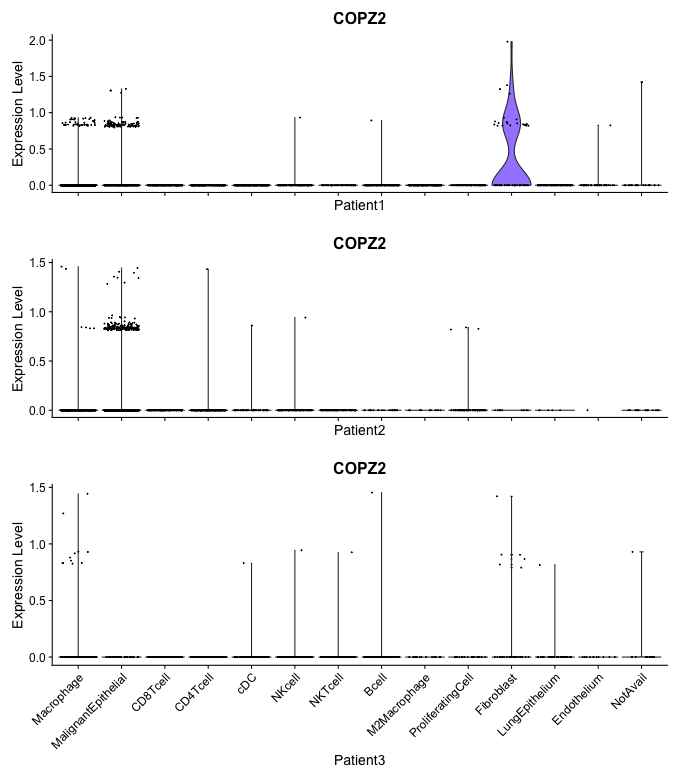 COPZ2
Expression Level
2.0
1.5
1.0
0.5
0.0
Patient1
COPZ2
Expression Level
1.5
1.0
0.5
0.0
Patient2
COPZ2
Expression Level
1.5
1.0
0.5
0.0
Macrophage
MalignantEpithelial
CD8Tcell
CD4Tcell
cDC
NKcell
NKTcell
Bcell
M2Macrophage
ProliferatingCell
Fibroblast
LungEpithelium
Endothelium
NotAvail
Patient3